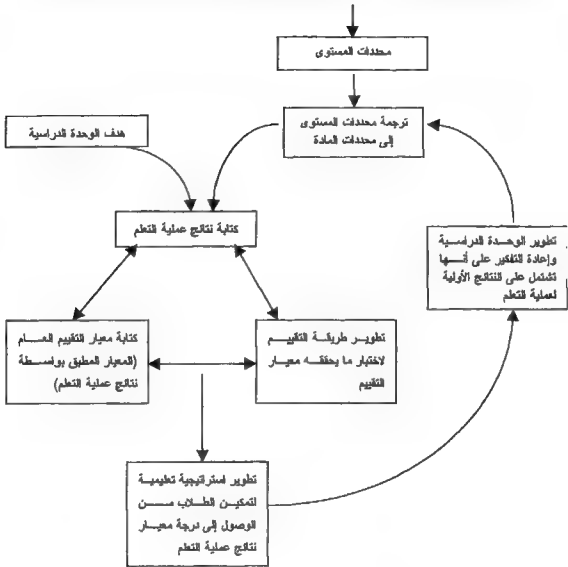 محددات المستوى
ترجمة محددات المستوى
إلى محددات المادة
هدف الوحدة الدراسية
كتابة نتائج عملية التعلم
تطوير الوحدة الدراسية
وإعادة التفكير على أنها
تشتمل على النتائج الأولية
لعملية التعلم
كتابة معيار التقييم العام
(المعيار المطبق بواسطة
نتائج عملية التعلم)
تطوير طريقة التقييم
لاختبار ما يحققه معيار
التقييم
تطوير استراتيجية تعليمية
لتمكين الطلاب من
الوصول إلى درجة معيار
نتائج عملية التعلم